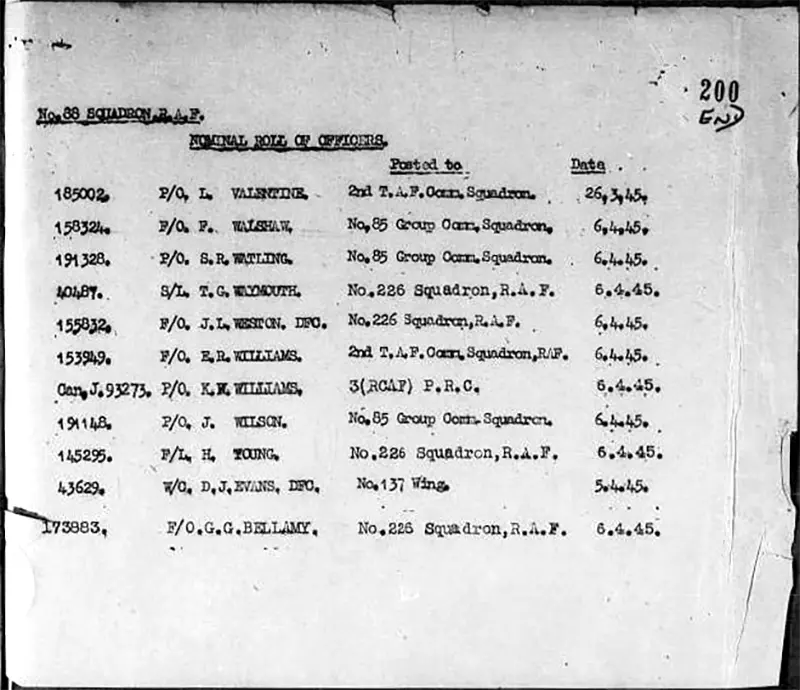 200
END
No.88 SQUADRON, R.A.F.
NOMINAL ROLL OF OFFICERS.
Posted to Date
185002. P/O. L. VALENTINE. 2nd T.A.F.Comm.Squadron. 26.3.45.
158324. F/O. F. WALSHAW. No.85 Group Comm.Squadron. 6.4.45.
191328. P/O. S.R.WATLING. No.85 Group Comm.Squadron. 6.4.45.
40487. S/L. T.G.WAYMOUTH. No.226 Squadron,R.A.F. 6.4.45.
155832. F/O. J.L.WESTON. DFC. No.226 Squadron,R.A.F. 6.4.45.
153949. F/O. E.R.WILLIAMS. 2nd T.A.F.Comm.Squadron,RAF. 6.4.45.
Can.J.93273. P/O. K. WILLIAMS. 3(RCAF) P.R.C. 6.4.45.
191148. P/O. J. WILSON. No.85 Group Comm.Squadron. 6.4.45.
145295. F/L. H. YOUNG. No.226 Squadron,R.A.F. 6.4.45.
43629. W/C. D.J.EVANS. DFC. No.137 Wing. 5.4.45.
173883. F/O.G.G.BELLAMY. No.226 Squadron,R.A.F. 6.4.45.